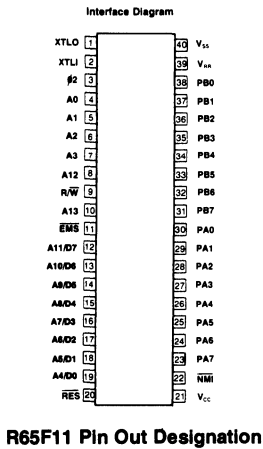 Interface Diagram
XTLO 1 40 Vss
XTLI 2 39 VRR
ø2 3 38 PB0
A0 4 37 PB1
A1 5 36 PB2
A2 6 35 PB3
A3 7 34 PB4
A12 8 33 PB5
R/W̅ 9 32 PB6
A13 10 31 PB7
E̅M̅S̅ 11 30 PA0
A11/D7 12 29 PA1
A10/D6 13 28 PA2
A9/D5 14 27 PA3
A8/D4 15 26 PA4
A7/D3 16 25 PA5
A6/D2 17 24 PA6
A5/D1 18 23 PA7
A4/D0 19 22 N̅M̅I̅
R̅E̅S̅ 20 21 Vcc
R65F11 Pin Out Designation